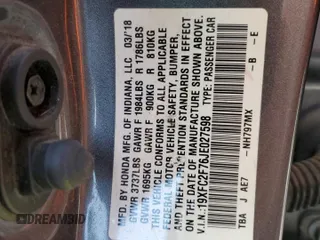 MFD. BY HONDA MFG. OF INDIANA, LLC 03/18
GVWR 3737LBS GAWR F 1984LBS R 1786LBS
GVWR 1695KG GAWR F 900KG R 810KG
THIS VEHICLE CONFORMS TO ALL APPLICABLE
FEDERAL MOTOR VEHICLE SAFETY, BUMPER,
AND THEFT PREVENTION STANDARDS IN EFFECT
ON THE DATE OF MANUFACTURE SHOWN ABOVE.
V.I.N.: 19XFC2F76JE027598 TYPE: PASSENGER CAR
NH797MX - B - E
TBA J AE7
DREAMBID